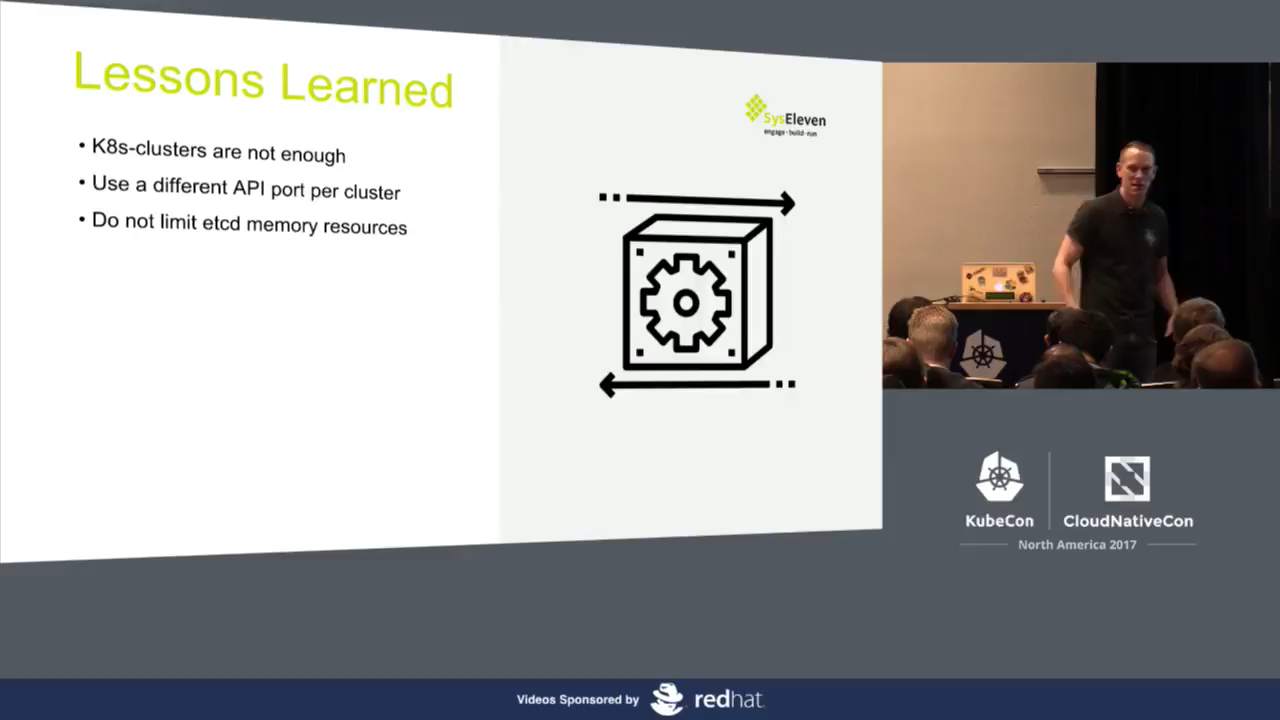 Lessons Learned
• K8s-clusters are not enough
• Use a different API port per cluster
• Do not limit etcd memory resources
SysEleven
engage·build·run
KubeCon
CloudNativeCon
North America 2017
Videos Sponsored by
redhat.